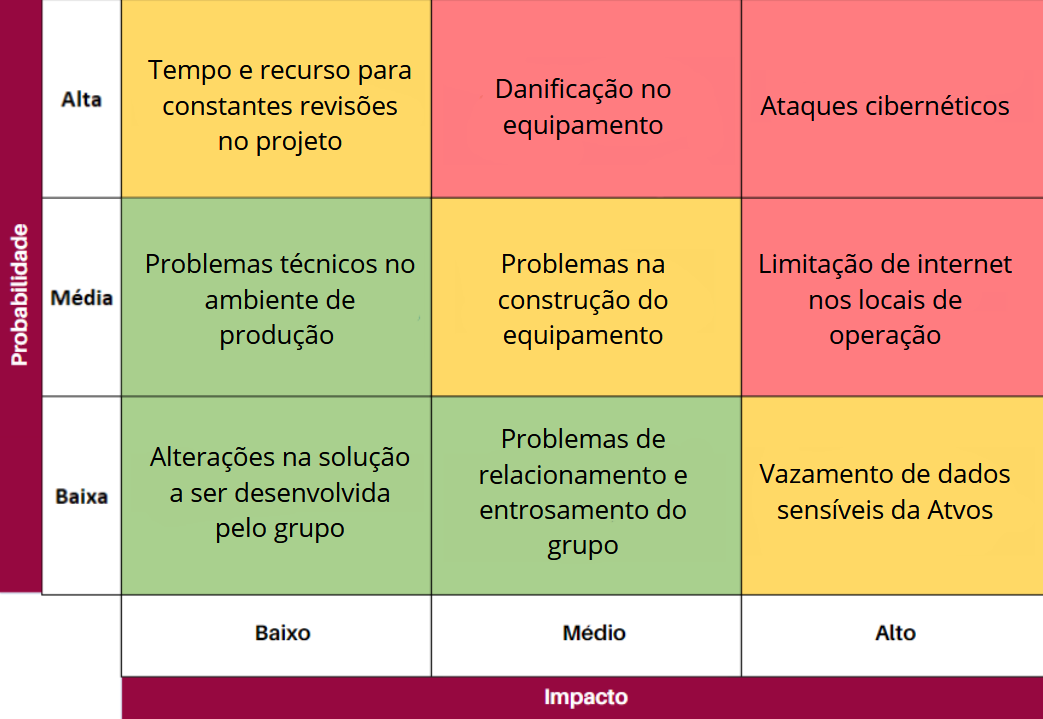 Probabilidade
Alta
Tempo e recurso para
constantes revisões
no projeto
Danificação no
equipamento
Ataques cibernéticos
Média
Problemas técnicos no
ambiente de
produção
Problemas na
construção do
equipamento
Limitação de internet
nos locais de
operação
Baixa
Alterações na solução
a ser desenvolvida
pelo grupo
Problemas de
relacionamento e
entrosamento do
grupo
Vazamento de dados
sensíveis da Atvos
Baixo
Médio
Alto
Impacto